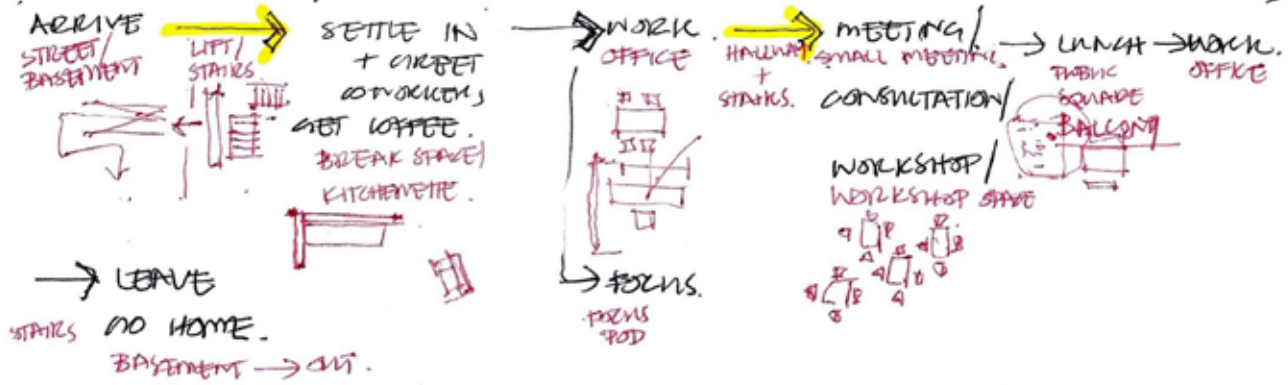 ARRIVE
STREET/
BASEMENT
LIFT/
STAIRS
SETTLE IN
+ GREET
COWORKERS,
GET COFFEE.
BREAK SPACE/
KITCHENETTE.
WORK.
OFFICE
FOCUS.
FOCUS
POD
HALLWAY
+
STAIRS.
MEETING/
SMALL MEETING,
CONSULTATION/
WORKSHOP/
WORKSHOP SPACE
LUNCH
PUBLIC
SQUARE
BALCONY
WORK.
OFFICE
LEAVE
STAIRS GO HOME.
BASEMENT → OUT.